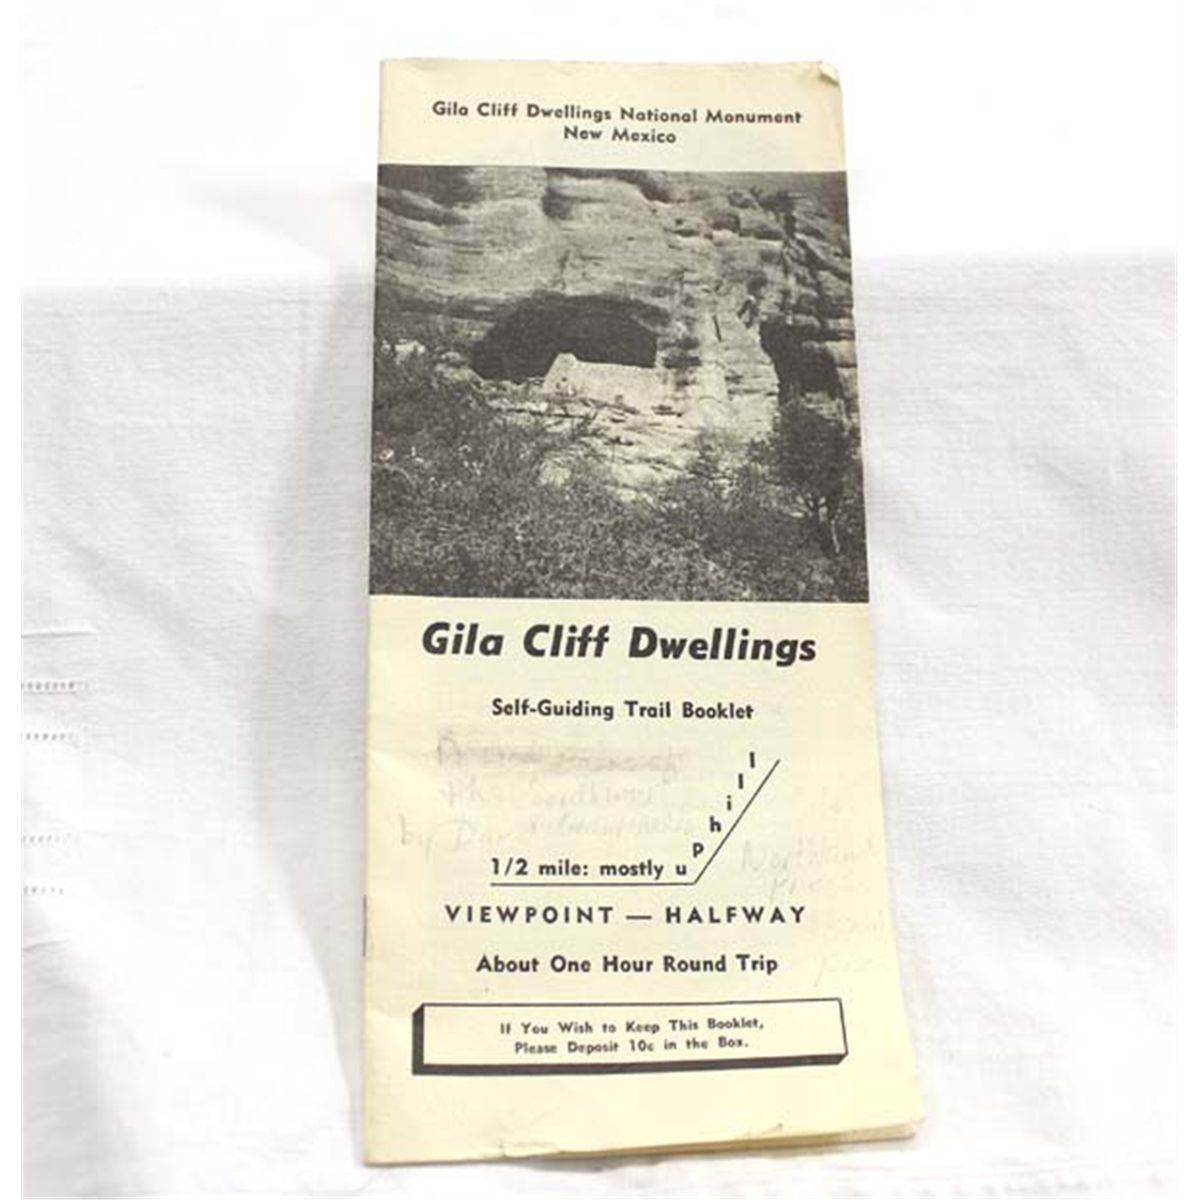 Gila Cliff Dwellings National Monument
New Mexico
Gila Cliff Dwellings
Self-Guiding Trail Booklet
1/2 mile: mostly uphill
VIEWPOINT — HALFWAY
About One Hour Round Trip
If You Wish to Keep This Booklet,
Please Deposit 10c in the Box.
by